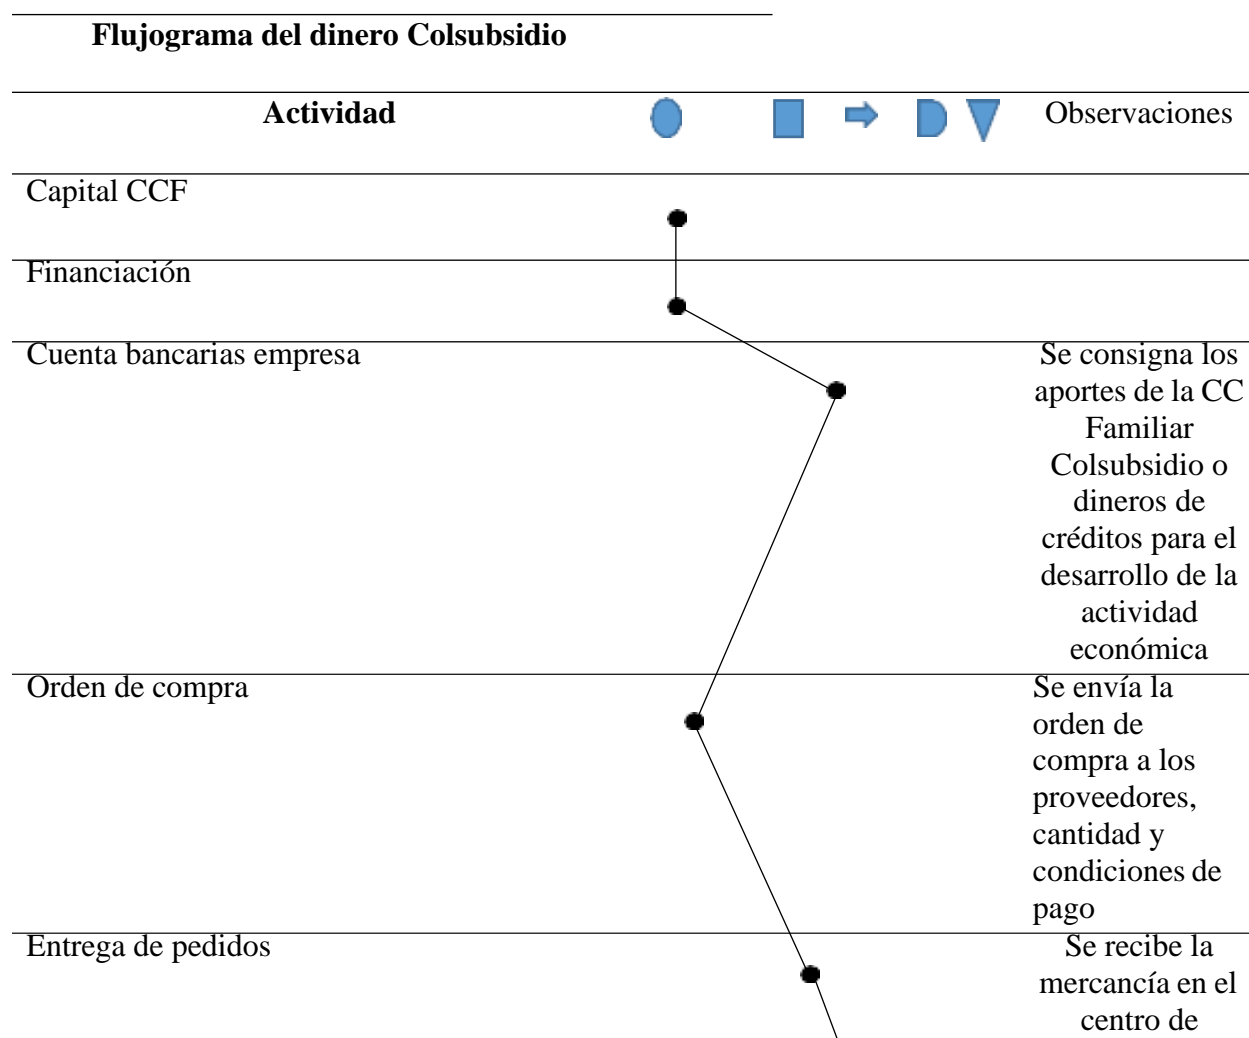 Flujograma del dinero Colsubsidio
Actividad Observaciones
Capital CCF
Financiación
Cuenta bancarias empresa
Se consigna los
aportes de la CC
Familiar
Colsubsidio o
dineros de
créditos para el
desarrollo de la
actividad
económica
Orden de compra
Se envía la
orden de
compra a los
proveedores,
cantidad y
condiciones de
pago
Entrega de pedidos
Se recibe la
mercancía en el
centro de